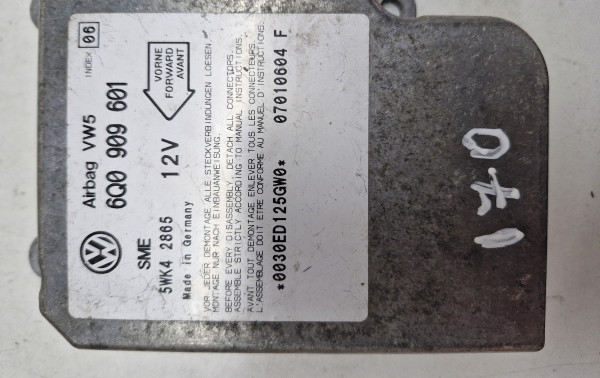 INDEX 06
Airbag VW5
6Q0 909 601
VORNE
FORWARD
AVANT
VW
SME
5WK4 2865
12V
Made in Germany
VOR JEDER DEMONTAGE ALLE STECKVERBINDUNGEN LOESEN.
MONTAGE NUR NACH EINBAUANWEISUNG.
BEFORE EVERY DISASSEMBLY, DETACH ALL CONNECTORS.
ASSEMBLE STRICTLY ACCORDING TO MANUAL INSTRUCTIONS.
AVANT TOUT DEMONTAGE ENLEVER TOUS LES CONNECTEURS.
L'ASSEMBLAGE DOIT ETRE CONFORME AU MANUEL D'INSTRUCTIONS.
*0030ED125GW0* 07010604 F
170